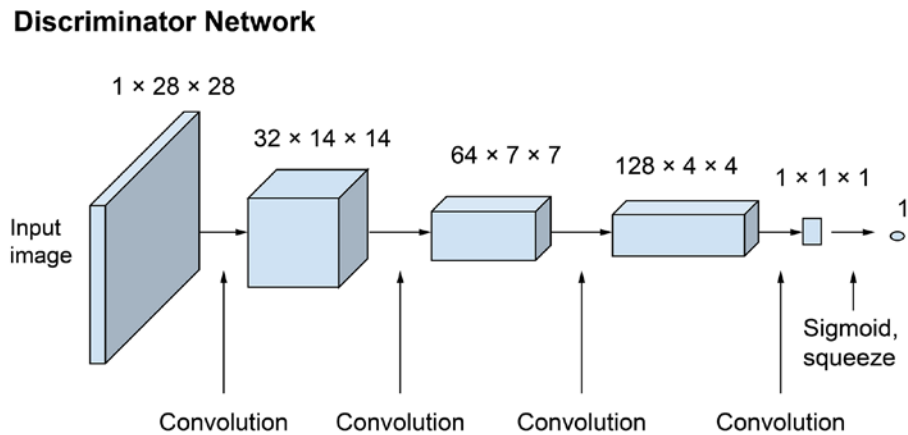 Discriminator Network
1 × 28 × 28
32 × 14 × 14
64 × 7 × 7
128 × 4 × 4
1 × 1 × 1
1
Input
image
Sigmoid,
squeeze
Convolution
Convolution
Convolution
Convolution